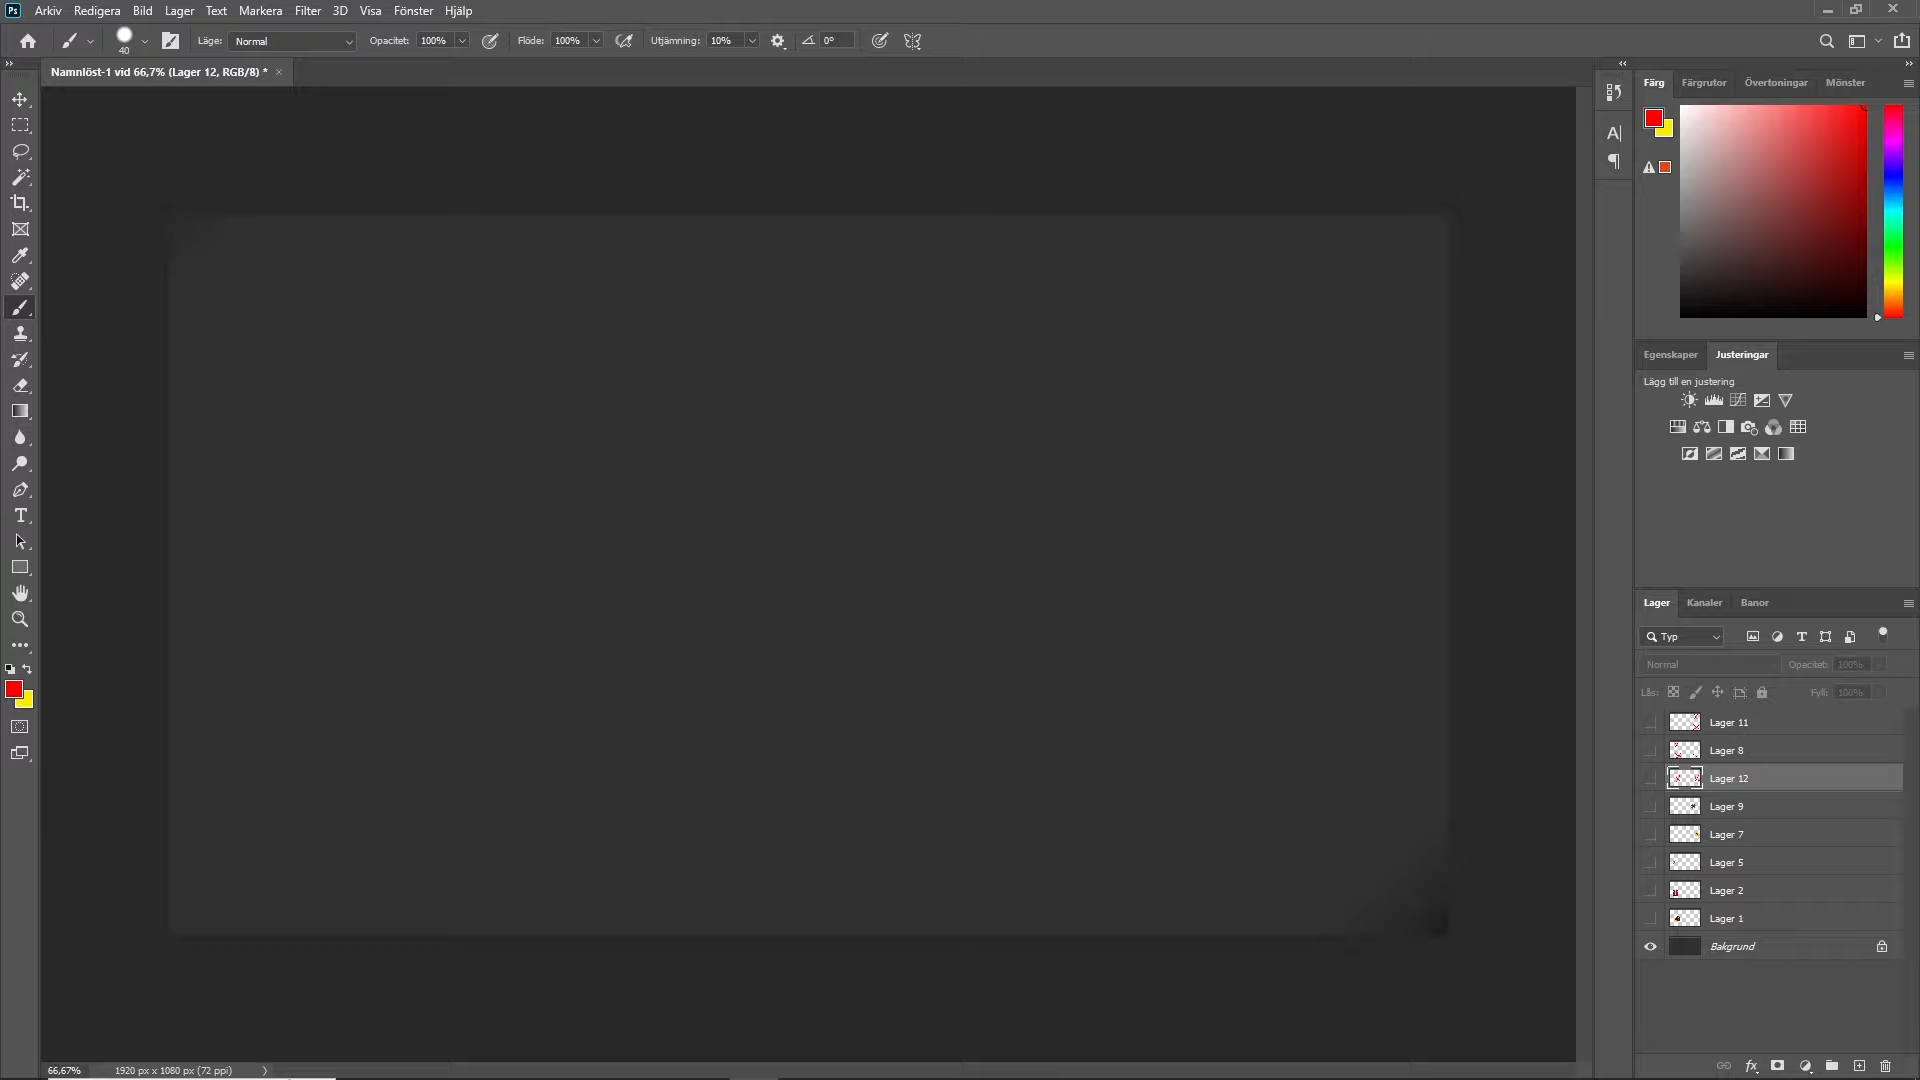 Ps Arkiv Redigera Bild Lager Text Markera Filter 3D Visa Fönster Hjälp
40 Läge: Normal Opacitet: 100% Flöde: 100% Utjämning: 10% 0°
Namnlöst-1 vid 66,7% (Lager 12, RGB/8) *
Färg Färgrutor Övertoningar Mönster
Egenskaper Justeringar
Lägg till en justering
Lager Kanaler Banor
Typ
Normal Opacitet: 100%
Lås: Fyll: 100%
Lager 11
Lager 8
Lager 12
Lager 9
Lager 7
Lager 5
Lager 2
Lager 1
Bakgrund
66,67% 1920 px x 1080 px (72 ppi)